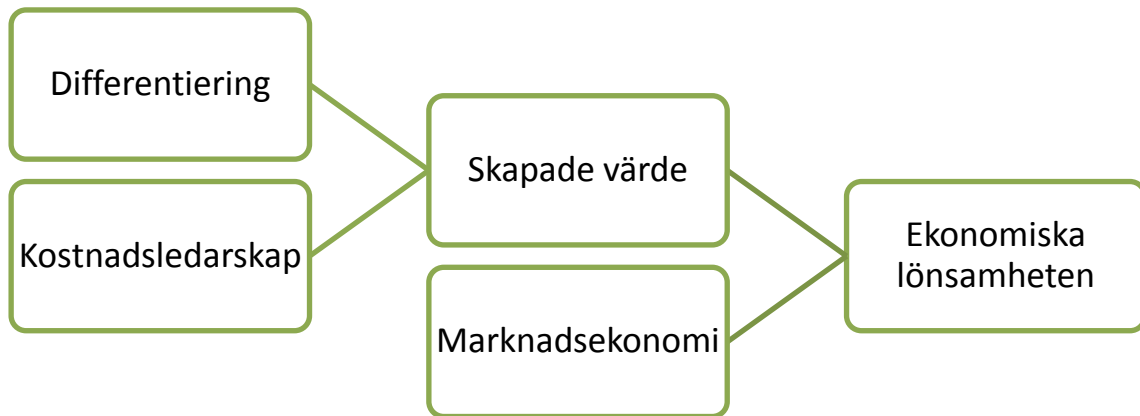 Differentiering
Kostnadsledarskap
Skapade värde
Marknadsekonomi
Ekonomiska
lönsamheten